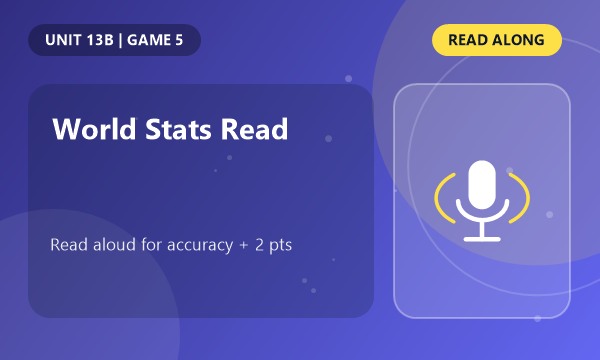 UNIT 13B | GAME 5
READ ALONG
World Stats Read
Read aloud for accuracy + 2 pts